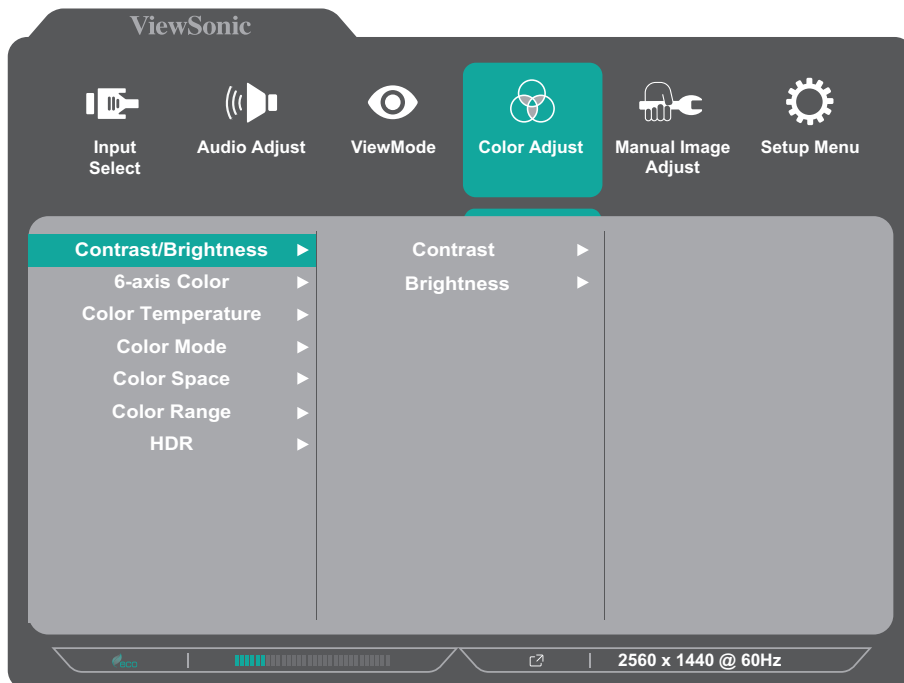 ViewSonic
Input Select
Audio Adjust
ViewMode
Color Adjust
Manual Image Adjust
Setup Menu
Contrast/Brightness
6-axis Color
Color Temperature
Color Mode
Color Space
Color Range
HDR
Contrast
Brightness
eco
2560 x 1440 @ 60Hz